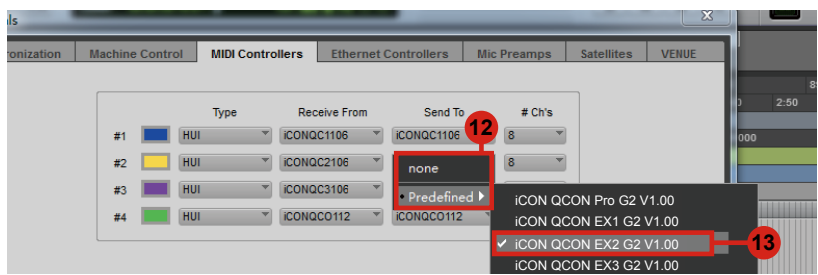 als
onization Machine Control MIDI Controllers Ethernet Controllers Mic Preamps Satellites VENUE
Type Receive From Send To # Ch's
2:50
#1 HUI iCONQC1106 iCONQC1106 8
12
000
#2 HUI iCONQC2106 none 8
#3 HUI iCONQC3106 • Predefined
#4 HUI iCONQCO112 iCONQCO112
iCON QCON Pro G2 V1.00
iCON QCON EX1 G2 V1.00
✓ iCON QCON EX2 G2 V1.00 13
iCON QCON EX3 G2 V1.00